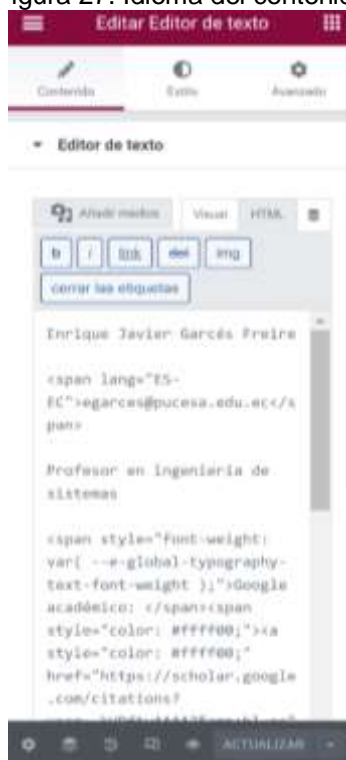 igura 27. Idioma del contenid
Editar Editor de texto
Contenido Estilo Avanzado
Editor de texto
Añadir medios Visual HTML
b i link del img
cerrar las etiquetas
Enrique Javier Garcés Freire
<span lang="ES-
EC">egarces@pucesa.edu.ec</s
pan>
Profesor en ingeniería de
sistemas
<span style="font-weight:
var( --e-global-typography-
text-font-weight );">Google
académico: </span><span
style="color: #ffff00;"><a
style="color: #ffff00;"
href="https://scholar.google
.com/citations?
ACTUALIZAR